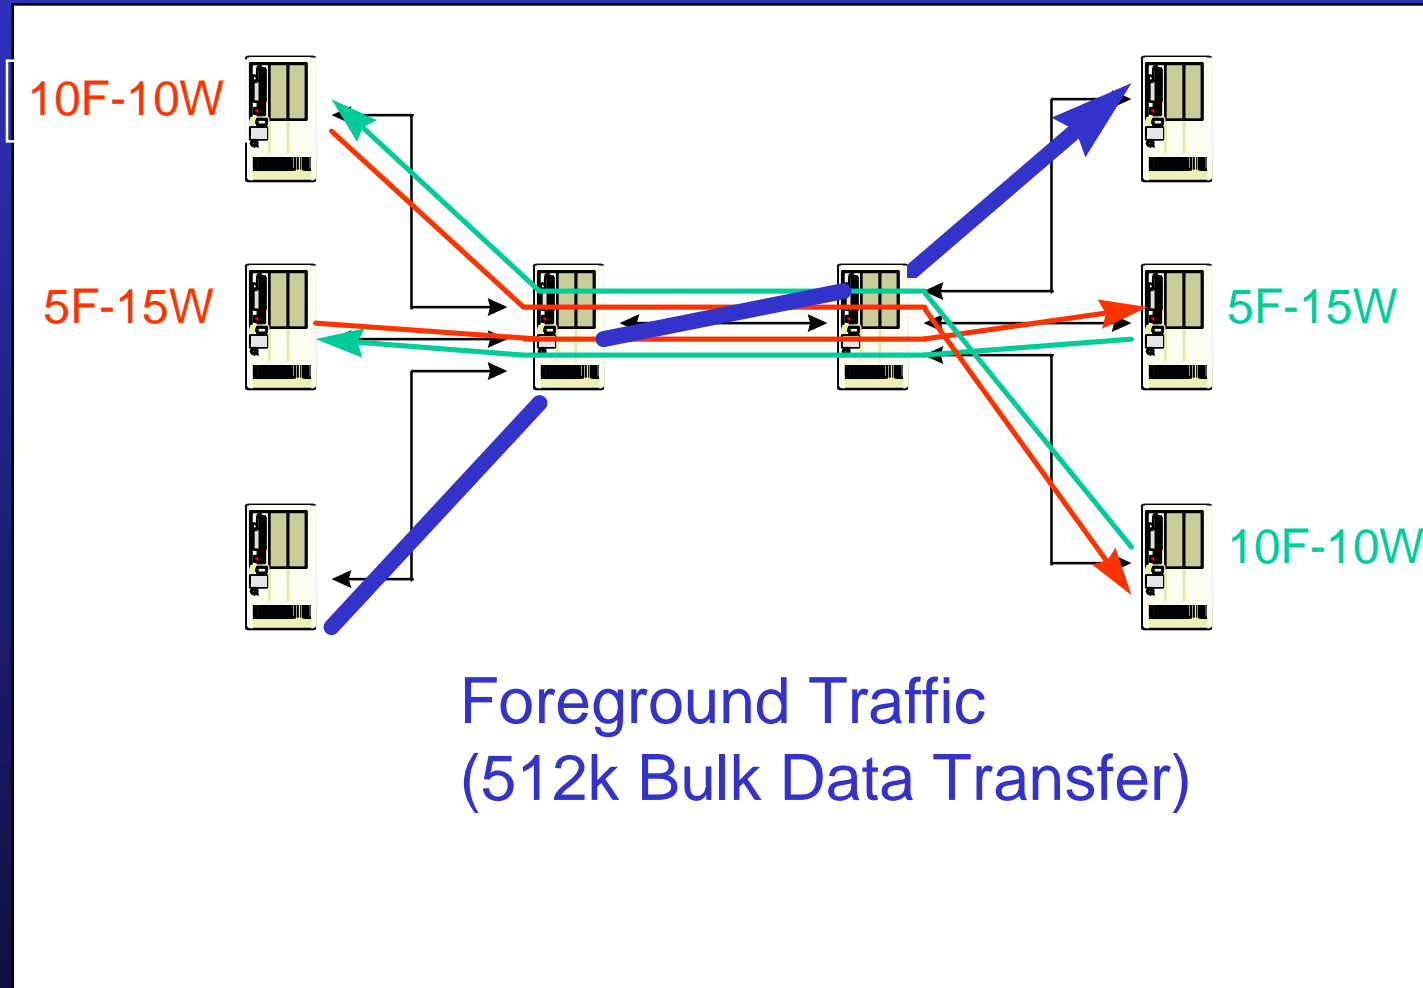 10F-10W
5F-15W
5F-15W
10F-10W
Foreground Traffic
(512k Bulk Data Transfer)